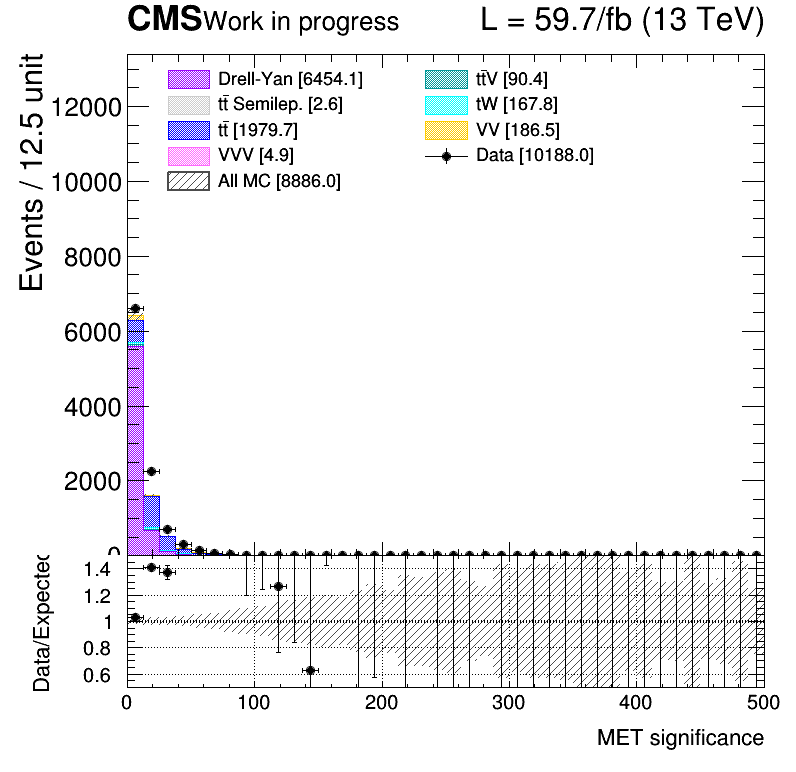 CMS Work in progress L = 59.7/fb (13 TeV)
Events / 12.5 unit
12000
10000
8000
6000
4000
2000
0
Drell-Yan [6454.1]
tt̄ Semilep. [2.6]
tt̄ [1979.7]
VVV [4.9]
All MC [8886.0]
tt̄V [90.4]
tW [167.8]
VV [186.5]
Data [10188.0]
Data/Expected
1.4
1.2
1
0.8
0.6
0 100 200 300 400 500
MET significance